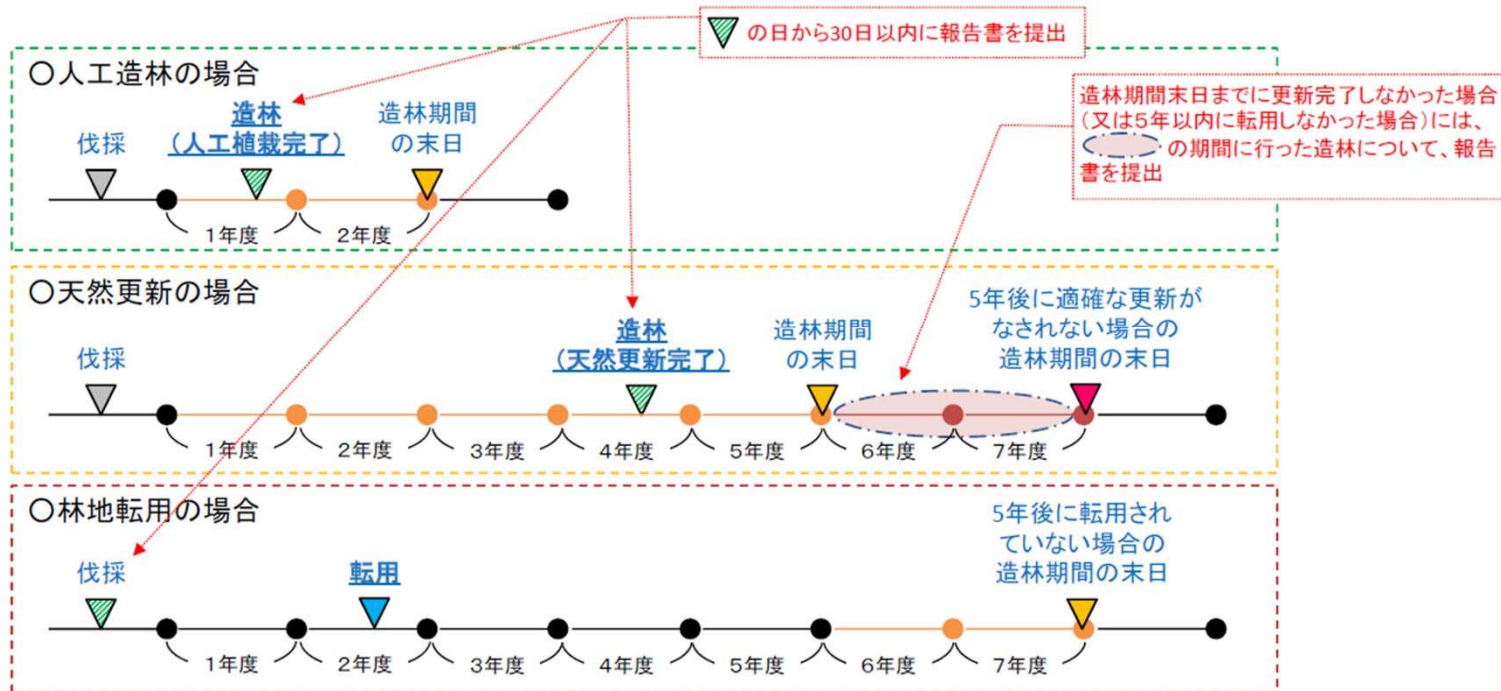 の日から30日以内に報告書を提出
造林期間末日までに更新完了しなかった場合
(又は5年以内に転用しなかった場合)には、
の期間に行った造林について、報告
書を提出
〇人工造林の場合
伐採
造林
(人工植栽完了)
造林期間
の末日
1年度
2年度
〇天然更新の場合
伐採
造林
(天然更新完了)
造林期間
の末日
5年後に適確な更新が
なされない場合の
造林期間の末日
1年度
2年度
3年度
4年度
5年度
6年度
7年度
〇林地転用の場合
伐採
転用
5年後に転用され
ていない場合の
造林期間の末日
1年度
2年度
3年度
4年度
5年度
6年度
7年度